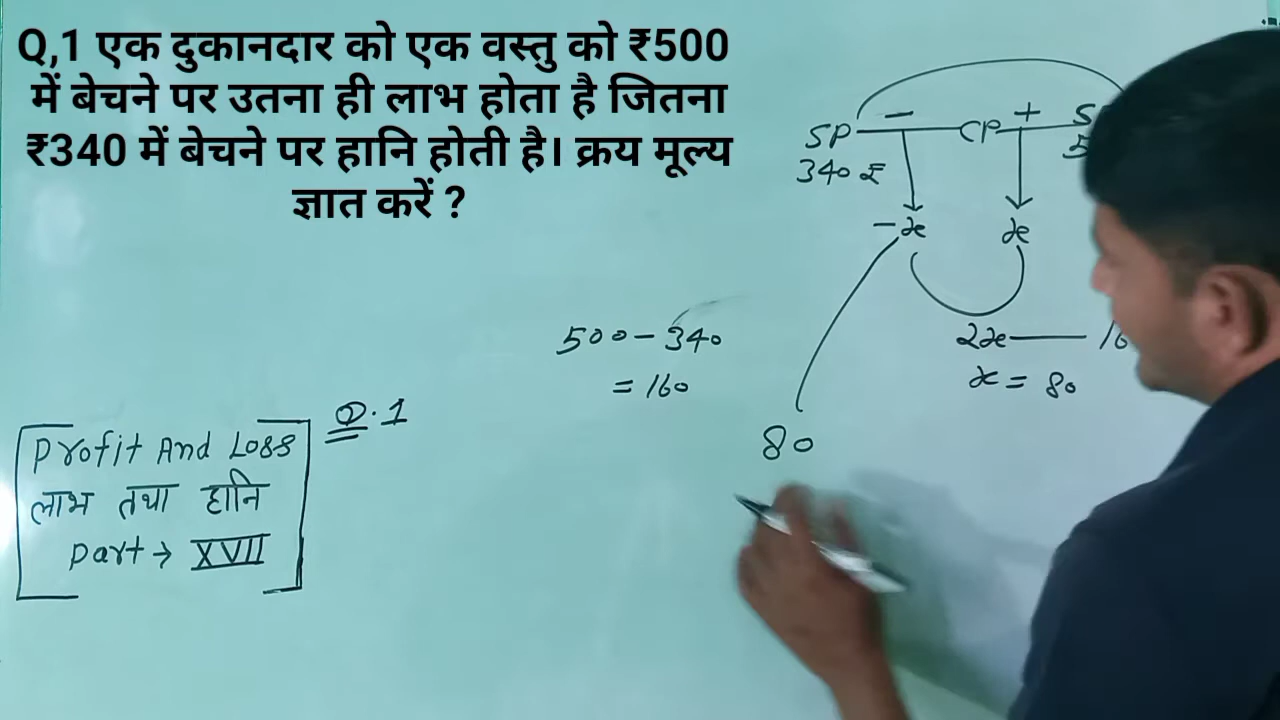 Q,1 एक दुकानदार को एक वस्तु को ₹500
में बेचने पर उतना ही लाभ होता है जितना
₹340 में बेचने पर हानि होती है। क्रय मूल्य
ज्ञात करें ?
SP — CP +
340 ₹
-x x
500-340
= 160
2x
x = 80
80
Q.1
Profit And Loss
लाभ तथा हानि
Part → XVII